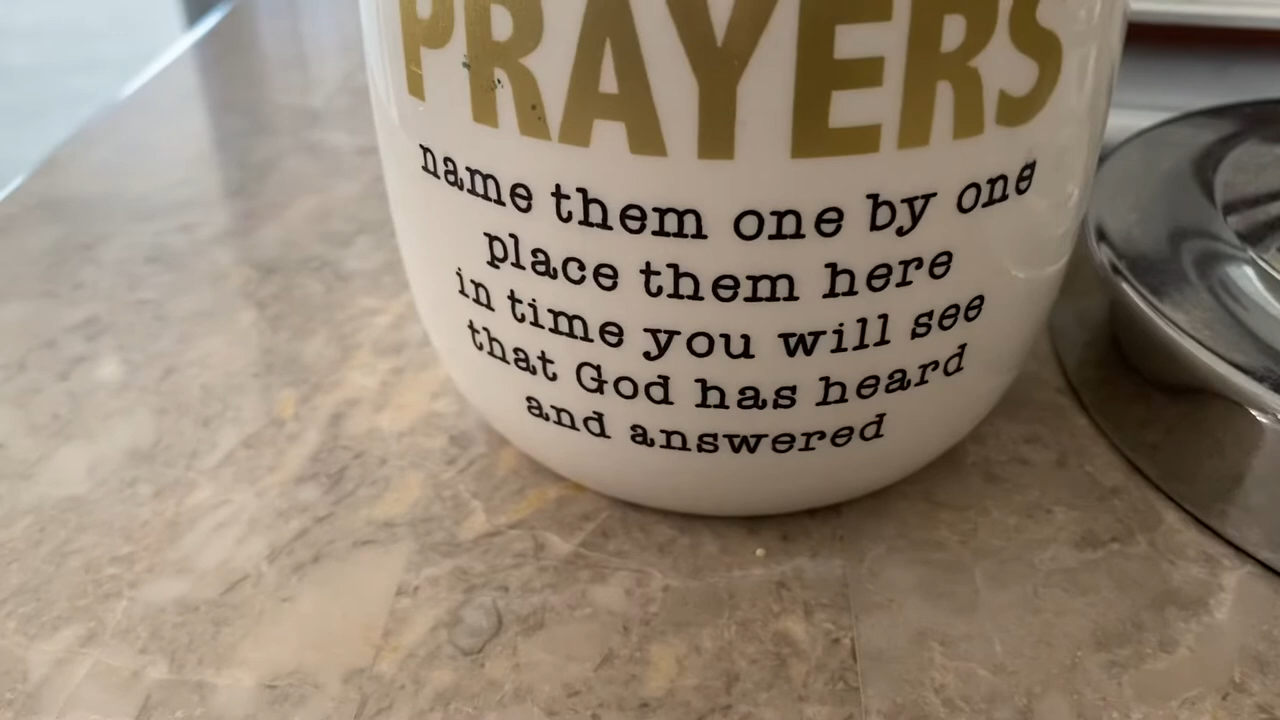 PRAYERS
name them one by one
place them here
in time you will see
that God has heard
and answered